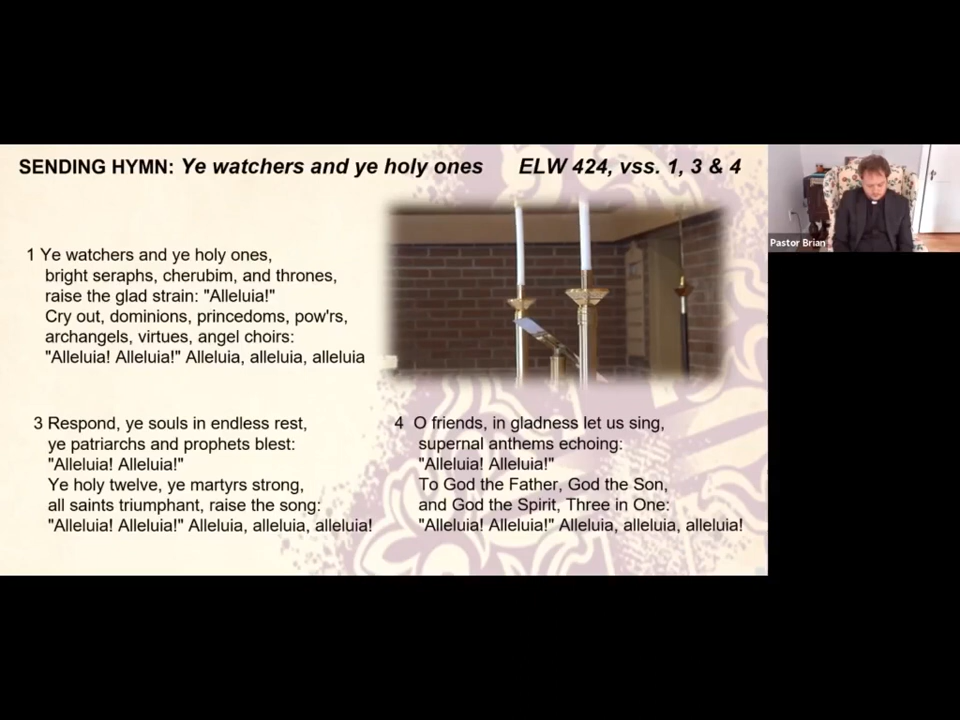 SENDING HYMN: Ye watchers and ye holy ones ELW 424, vss. 1, 3 & 4
Pastor Brian
1 Ye watchers and ye holy ones,
bright seraphs, cherubim, and thrones,
raise the glad strain: "Alleluia!"
Cry out, dominions, princedoms, pow'rs,
archangels, virtues, angel choirs:
"Alleluia! Alleluia!" Alleluia, alleluia, alleluia
3 Respond, ye souls in endless rest,
ye patriarchs and prophets blest:
"Alleluia! Alleluia!"
Ye holy twelve, ye martyrs strong,
all saints triumphant, raise the song:
"Alleluia! Alleluia!" Alleluia, alleluia, alleluia!
4 O friends, in gladness let us sing,
supernal anthems echoing:
"Alleluia! Alleluia!"
To God the Father, God the Son,
and God the Spirit, Three in One:
"Alleluia! Alleluia!" Alleluia, alleluia, alleluia!